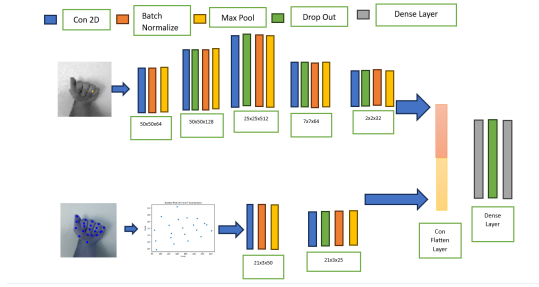 Con 2D
Batch
Normalize
Max Pool
Drop Out
Dense Layer
50x50x64
50x50x128
25x25x512
7x7x64
2x2x32
21x3x50
21x3x25
Con
Flatten
Layer
Dense
Layer